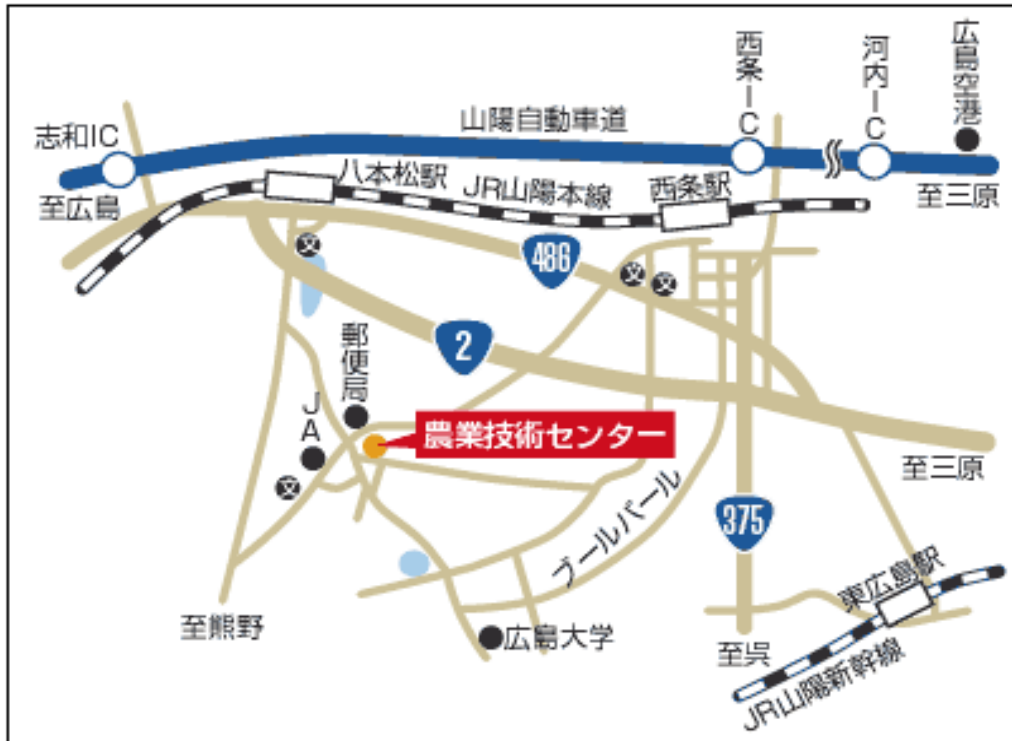 広島空港
西条IC
河内IC
志和IC
山陽自動車道
至広島
八本松駅
JR山陽本線
西条駅
至三原
文
486
文
文
2
郵便局
JA
農業技術センター
文
至三原
ブールバール
375
東広島駅
至熊野
広島大学
至呉
JR山陽新幹線